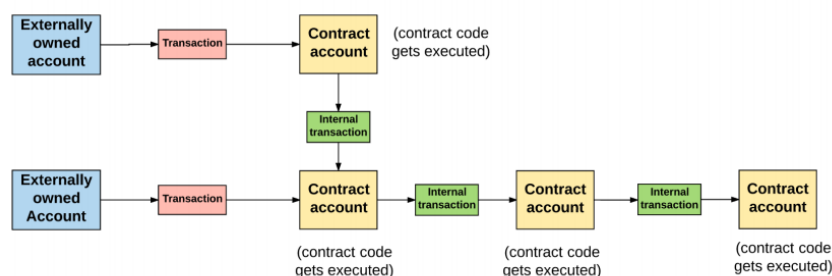 Externally
owned
account
Transaction
Contract
account
(contract code
gets executed)
Internal
transaction
Externally
owned
Account
Transaction
Contract
account
Internal
transaction
Contract
account
Internal
transaction
Contract
account
(contract code
gets executed)
(contract code
gets executed)
(contract code
gets executed)